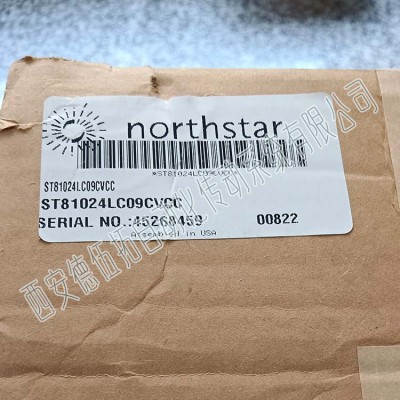 northstar
*ST81024LC09CVCC*
ST81024LC09CVCC
ST81024LC09CVCC
SERIAL NO.:45268459 00822
Assembled in USA
西安德伍拓自动化传动系统有限公司